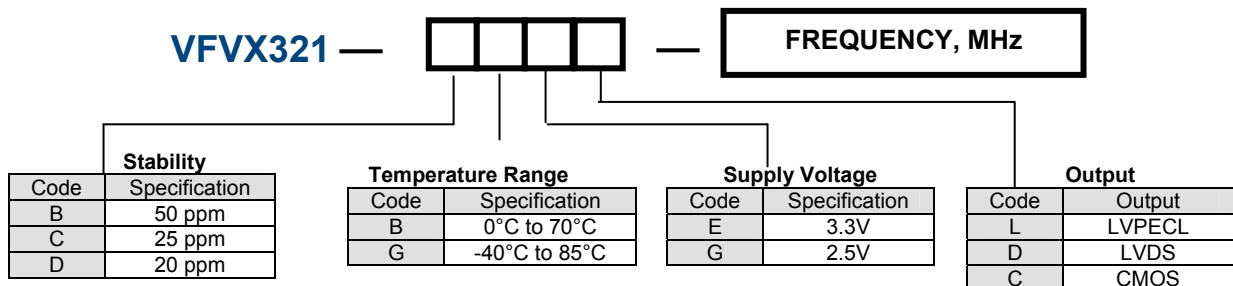 VFVX321 — — FREQUENCY, MHz
Stability
Code Specification
B 50 ppm
C 25 ppm
D 20 ppm
Temperature Range
Code Specification
B 0°C to 70°C
G -40°C to 85°C
Supply Voltage
Code Specification
E 3.3V
G 2.5V
Output
Code Output
L LVPECL
D LVDS
C CMOS